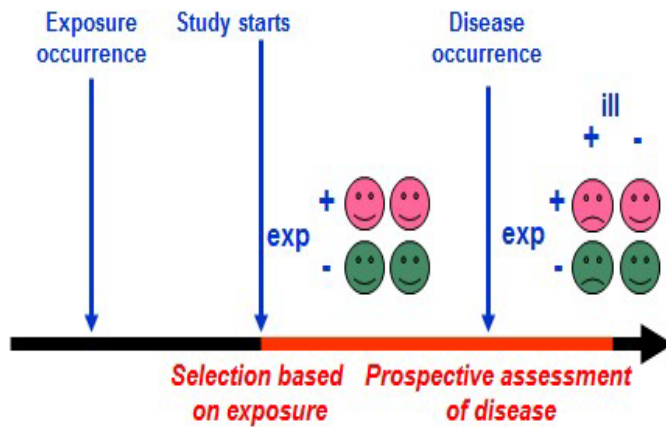 Exposure
occurrence
Study starts
Disease
occurrence
ill
+ -
+
exp
-
+
exp
-
Selection based
on exposure
Prospective assessment
of disease